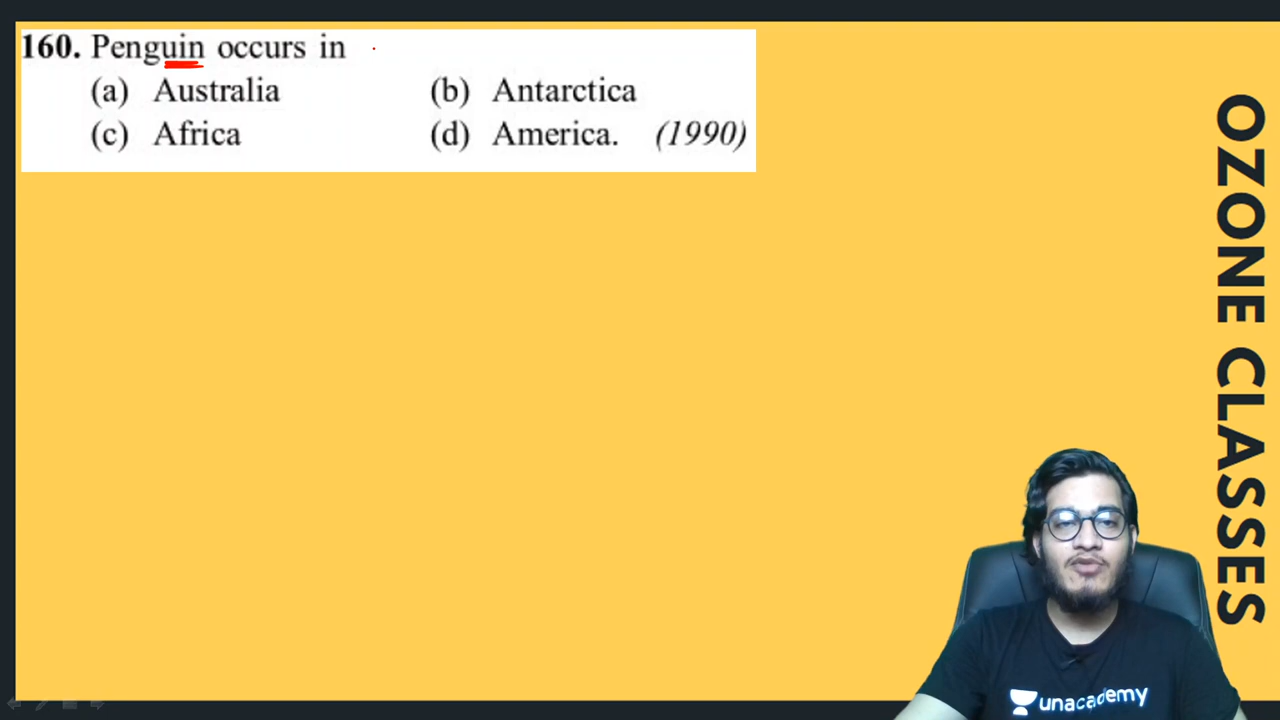 160. Penguin occurs in
(a) Australia (b) Antarctica
(c) Africa (d) America. (1990)
OZONE CLASSES
unacademy